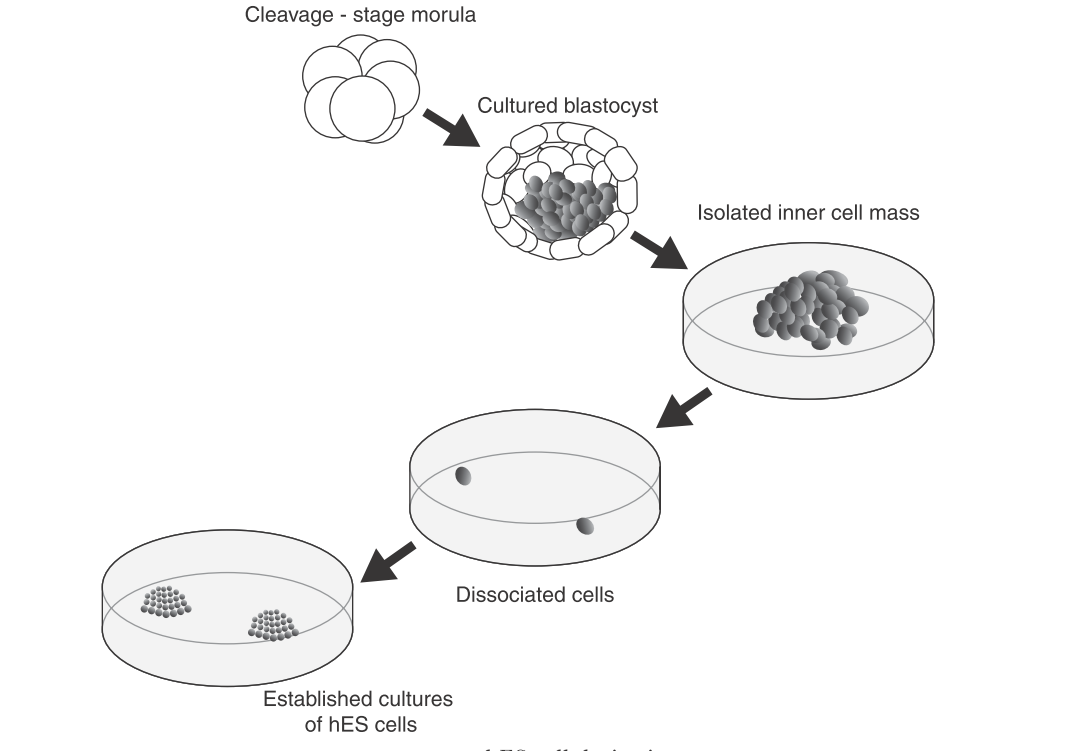 Cleavage - stage morula
Cultured blastocyst
Isolated inner cell mass
Dissociated cells
Established cultures
of hES cells